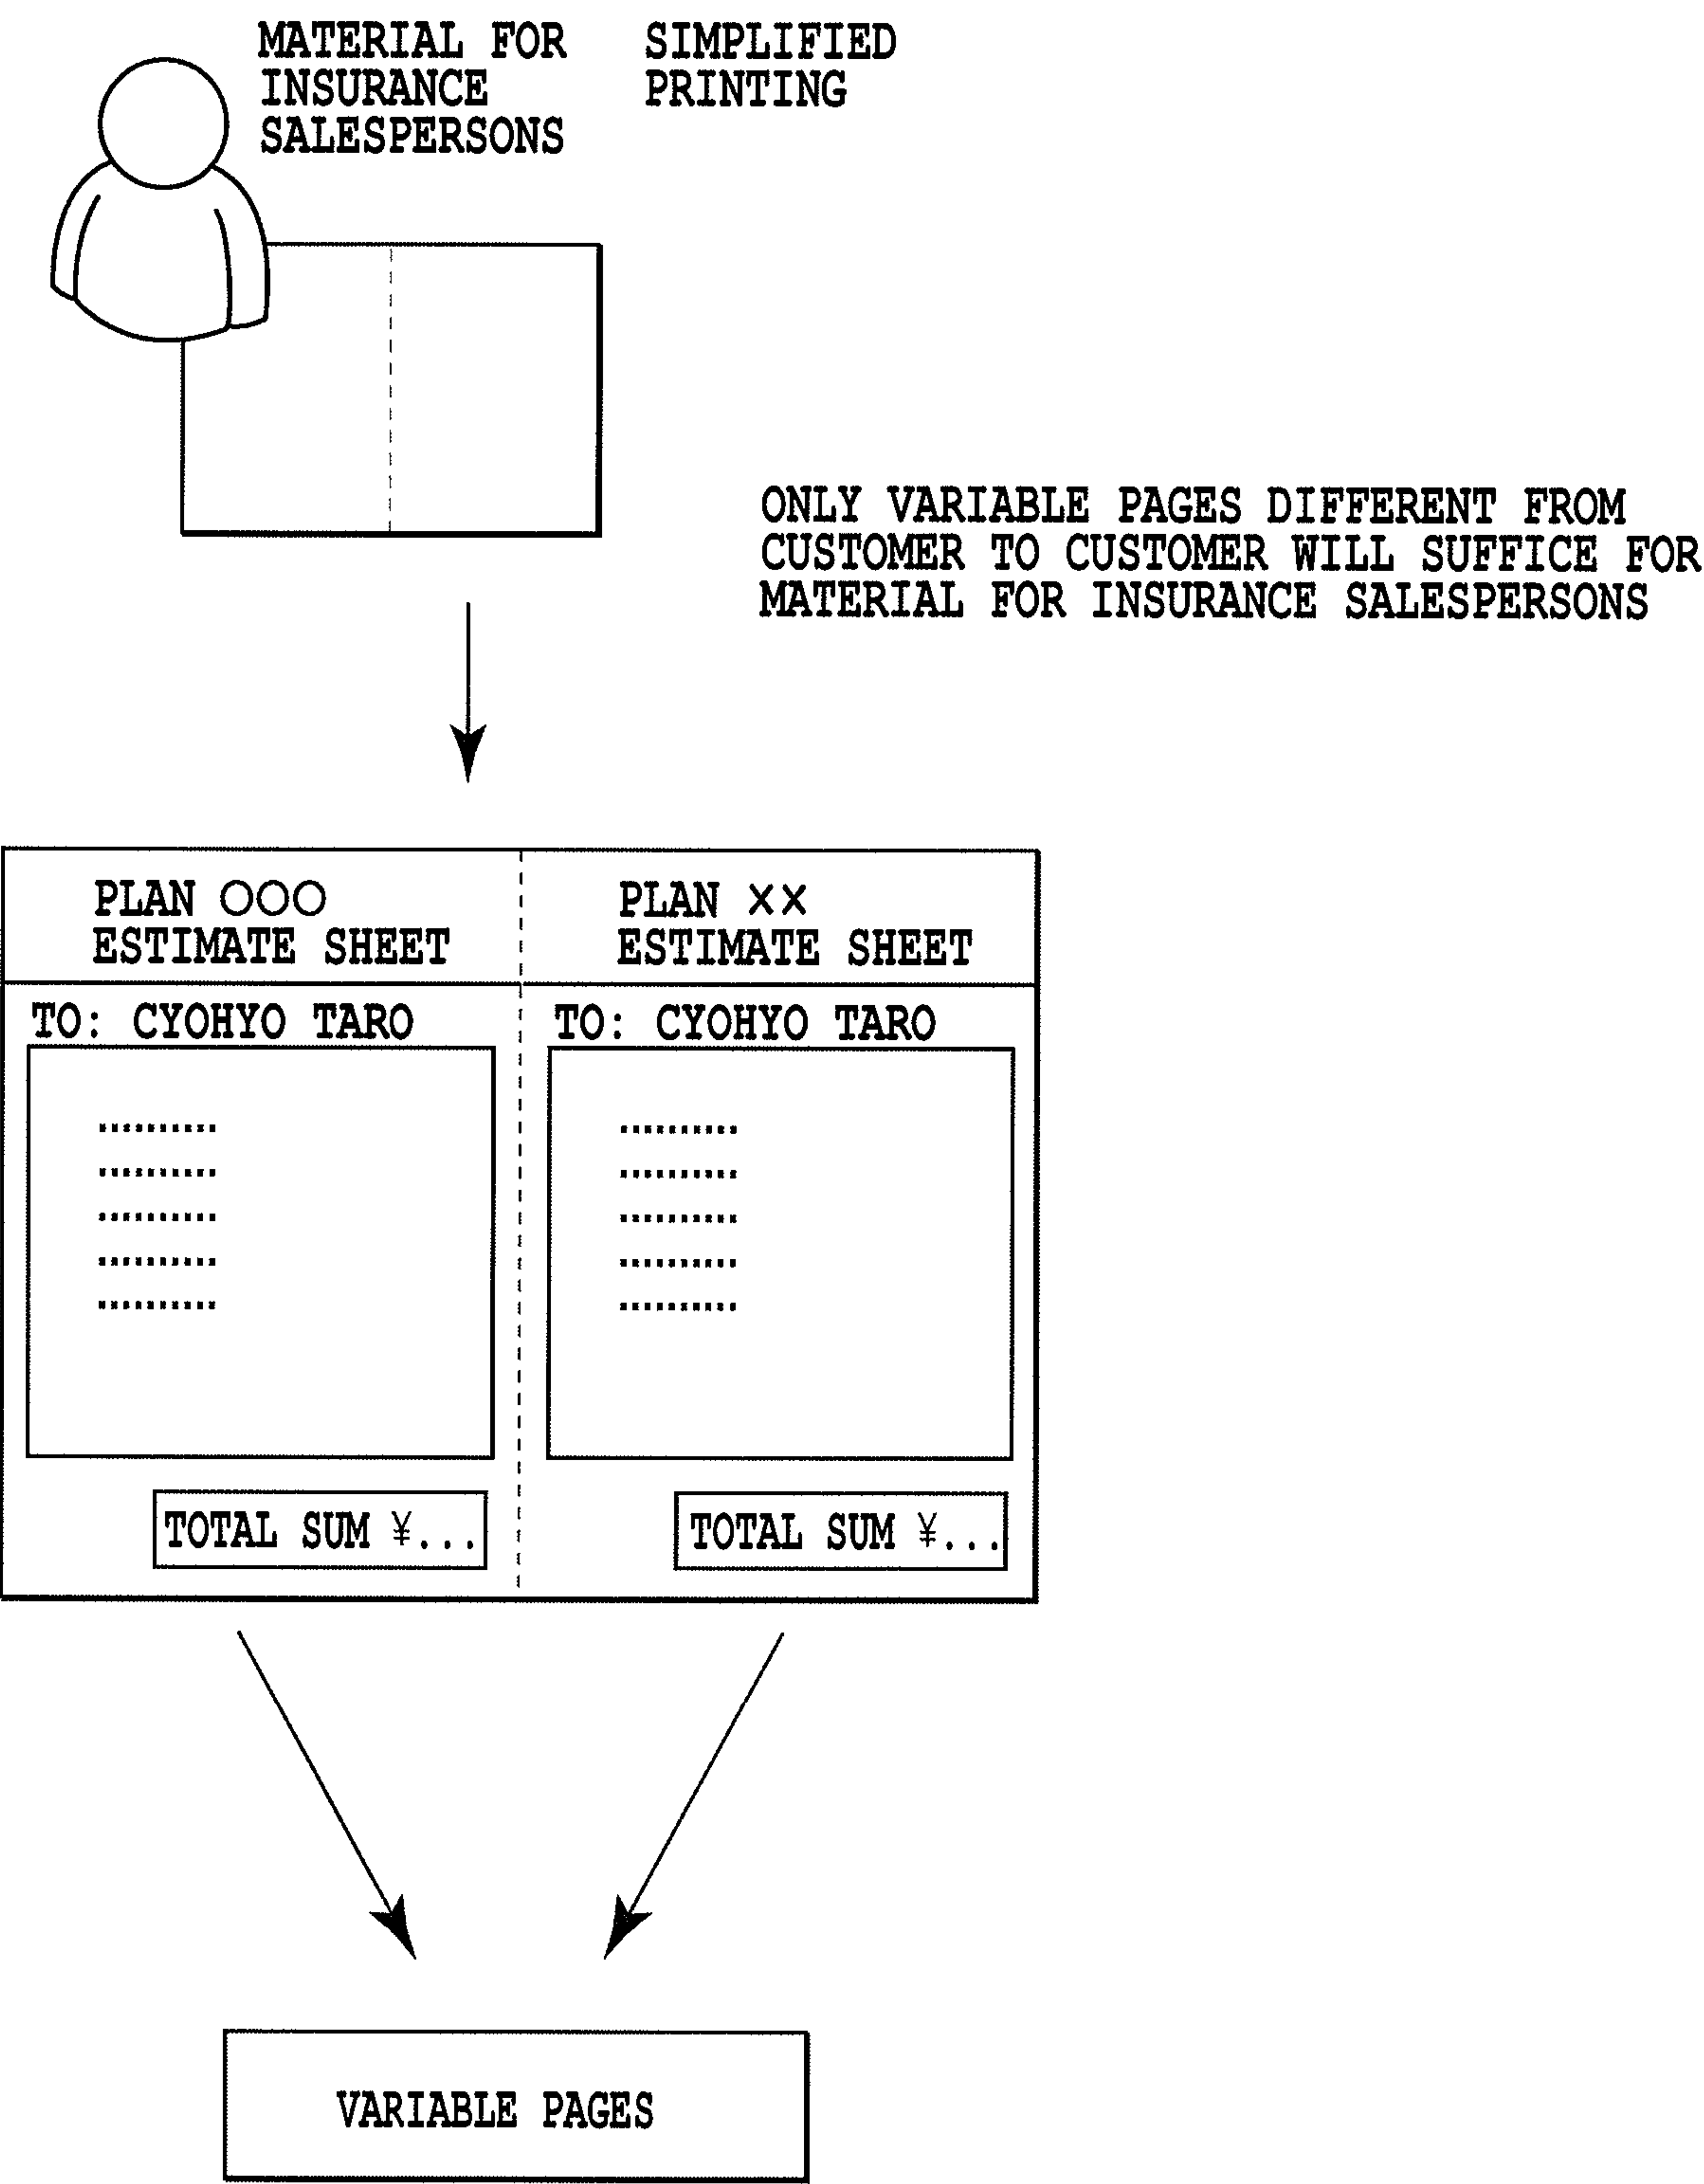 MATERIAL FOR
INSURANCE
SALESPERSONS
SIMPLIFIED
PRINTING
ONLY VARIABLE PAGES DIFFERENT FROM
CUSTOMER TO CUSTOMER WILL SUFFICE FOR
MATERIAL FOR INSURANCE SALESPERSONS
PLAN ○○○
ESTIMATE SHEET
TO: CYOHYO TARO
TOTAL SUM ¥...
PLAN ××
ESTIMATE SHEET
TO: CYOHYO TARO
TOTAL SUM ¥...
VARIABLE PAGES